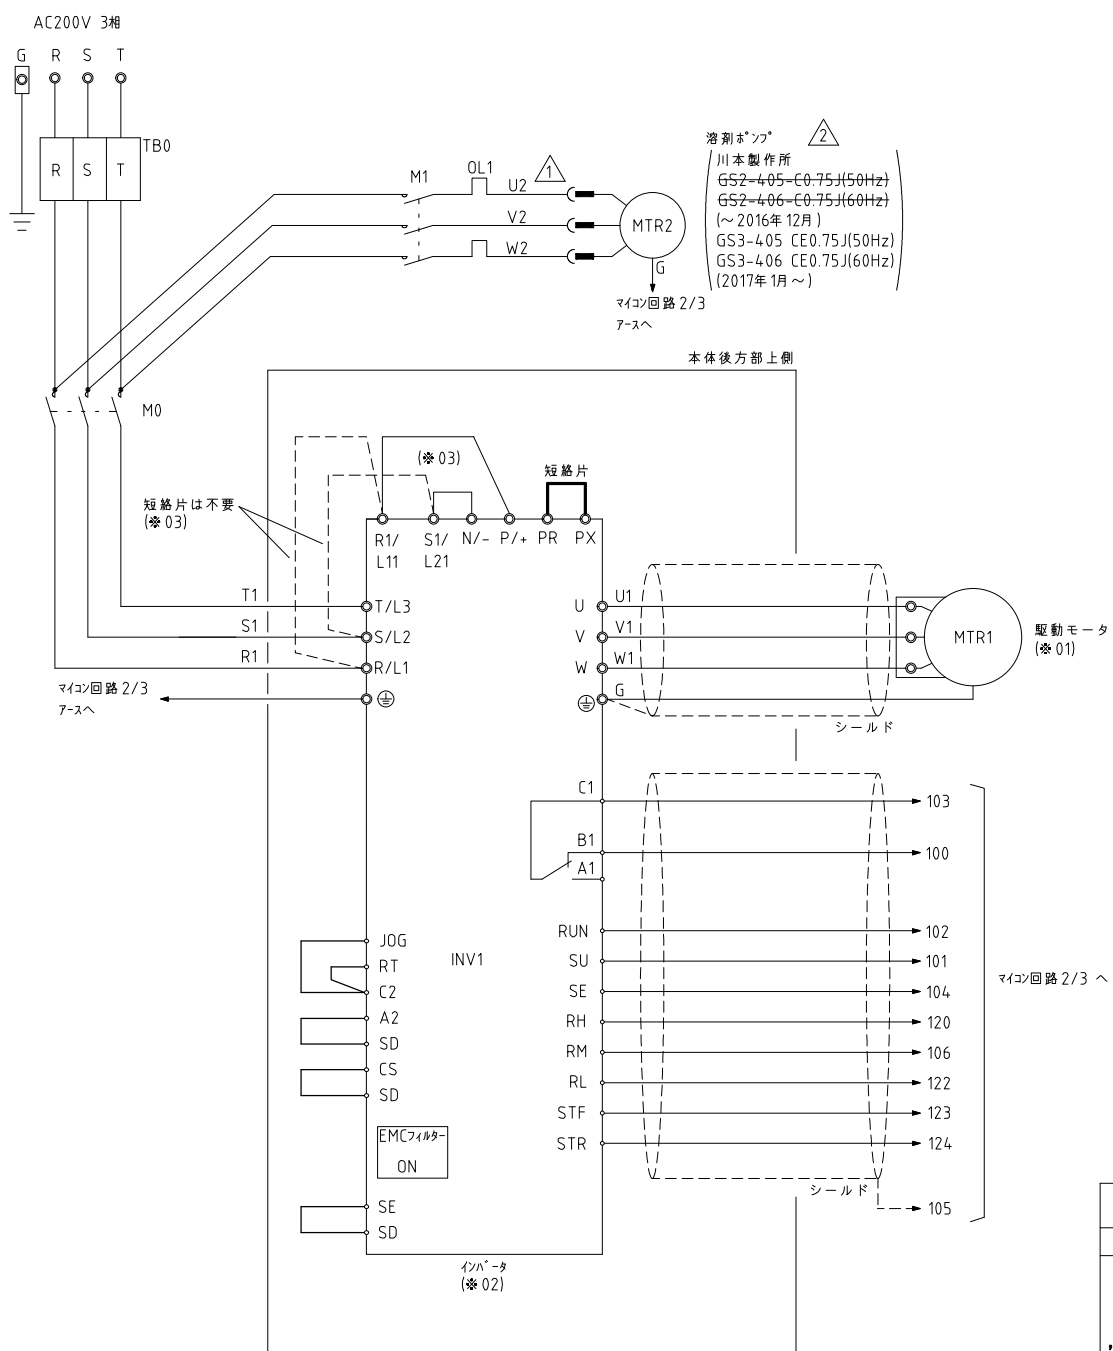 AC200V 3相
G R S T
TB0
R S T
M1
OL1
U2
1
V2
W2
MTR2
G
マイコン回路2/3
アースへ
溶剤ポンプ
2
川本製作所
GS2-405-C0.75J(50Hz)
GS2-406-C0.75J(60Hz)
(~2016年12月)
GS3-405 CE0.75J(50Hz)
GS3-406 CE0.75J(60Hz)
(2017年1月~)
本体後方部上側
M0
(※03)
短絡片
短絡片は不要
(※03)
R1/
L11
S1/
L21
N/-
P/+
PR
PX
T1
T/L3
S1
S/L2
R1
R/L1
マイコン回路2/3
アースへ
U
U1
V
V1
W
W1
G
MTR1
駆動モータ
(※01)
シールド
C1
103
B1
100
A1
RUN
102
SU
101
SE
104
RH
120
RM
106
RL
122
STF
123
STR
124
シールド
105
マイコン回路2/3 へ
JOG
RT
C2
A2
SD
CS
SD
INV1
EMCフィルター
ON
SE
SD
インバータ
(※02)